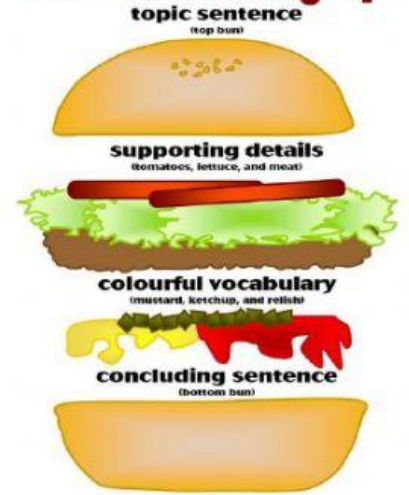 topic sentence
(top bun)
supporting details
(tomatoes, lettuce, and meat)
colourful vocabulary
(mustard, ketchup, and relish)
concluding sentence
(bottom bun)